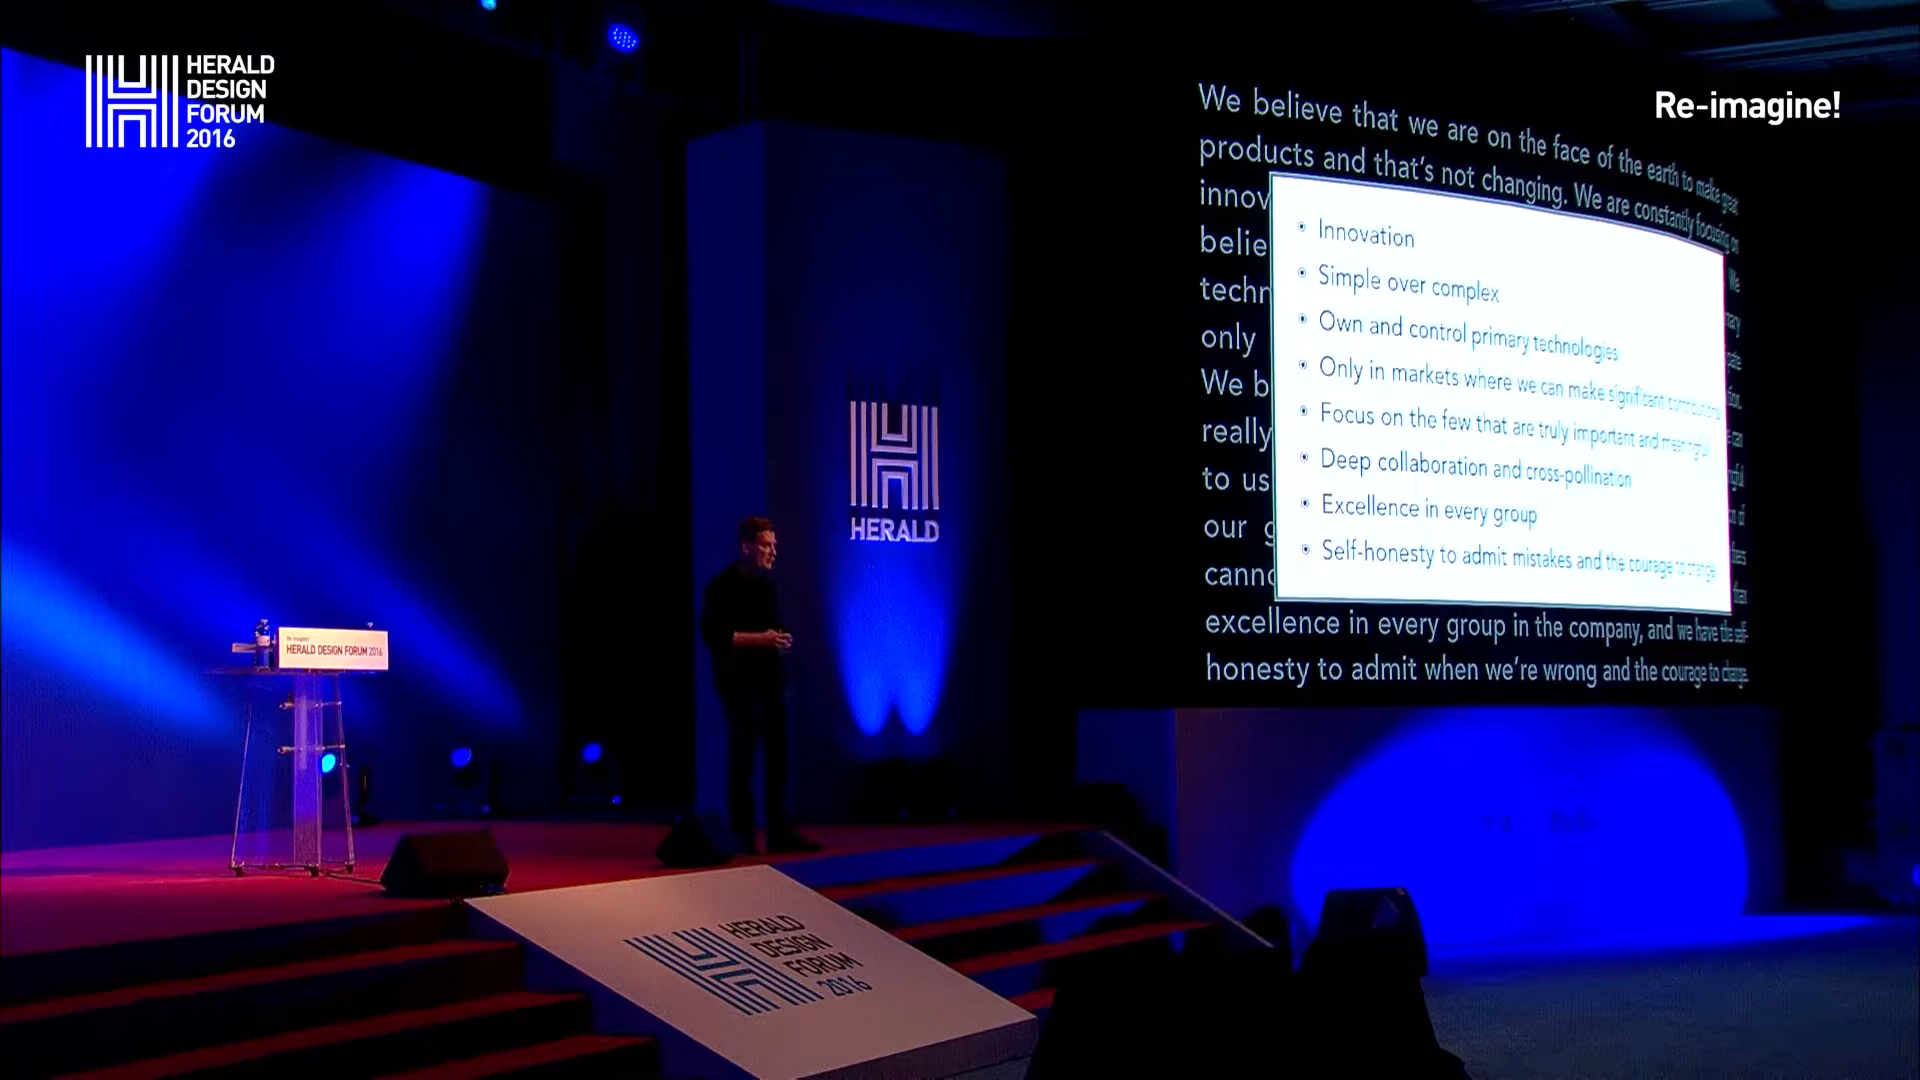 HERALD
DESIGN
FORUM
2016
Re-imagine!
We believe that we are on the face of the earth to make great
products and that's not changing. We are constantly focusing on
innov
We
belie
techn
only
We b
really
to us
our g
canno
excellence in every group in the company, and we have the self-
honesty to admit when we're wrong and the courage to change.
• Innovation
• Simple over complex
• Own and control primary technologies
• Only in markets where we can make significant contributions
• Focus on the few that are truly important and meaningful
• Deep collaboration and cross-pollination
• Excellence in every group
• Self-honesty to admit mistakes and the courage to change
HERALD
Re-imagine!
HERALD DESIGN FORUM 2016
HERALD
DESIGN
FORUM
2016